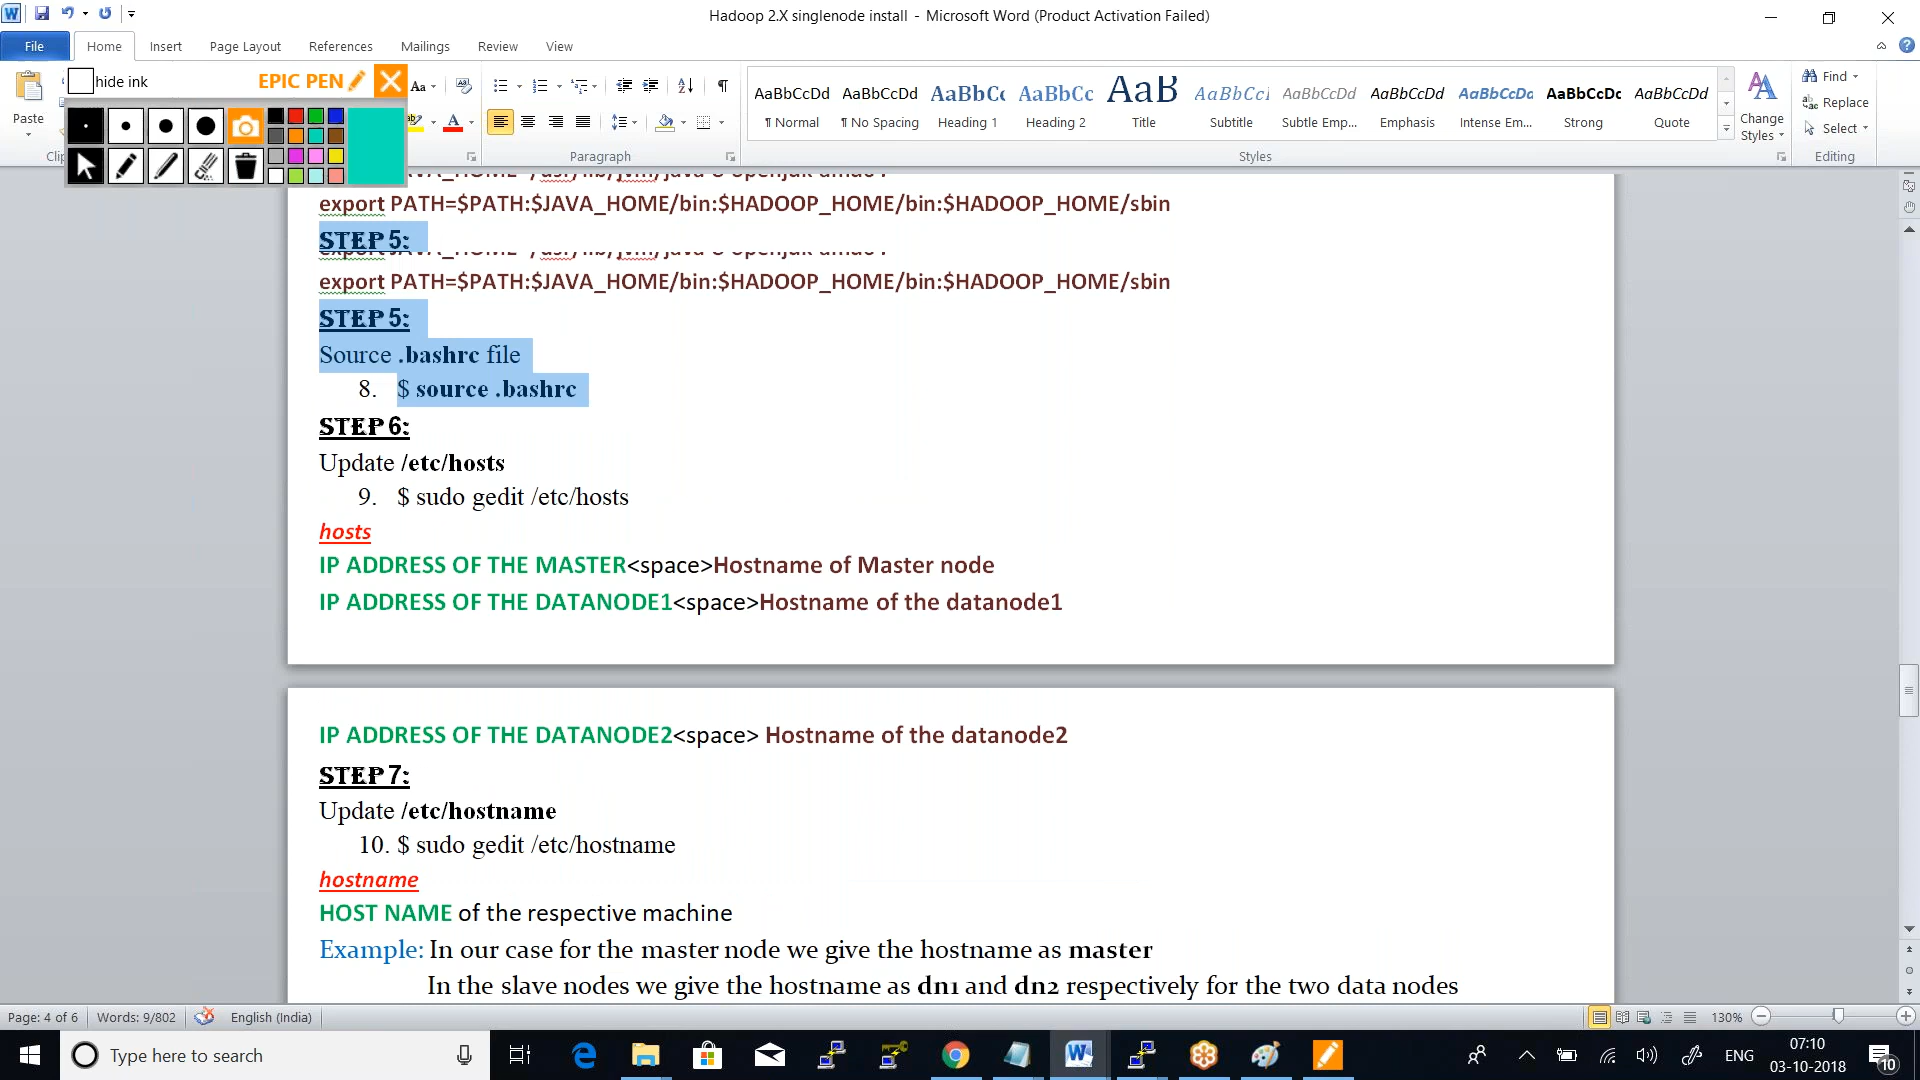 Hadoop 2.X singlenode install - Microsoft Word (Product Activation Failed)
File Home Insert Page Layout References Mailings Review View
hide ink EPIC PEN
Paste
AaBbCcDd AaBbCcDd AaBbCc AaBbCc AaB AaBbCcI AaBbCcDd AaBbCcDd AaBbCcDd AaBbCcDc AaBbCcDd
¶ Normal ¶ No Spacing Heading 1 Heading 2 Title Subtitle Subtle Emp... Emphasis Intense Em... Strong Quote
Change Styles
Find
Replace
Select
Paragraph Styles Editing
export PATH=$PATH:$JAVA_HOME/bin:$HADOOP_HOME/bin:$HADOOP_HOME/sbin
STEP 5:
export PATH=$PATH:$JAVA_HOME/bin:$HADOOP_HOME/bin:$HADOOP_HOME/sbin
STEP 5:
Source .bashrc file
8. $ source .bashrc
STEP 6:
Update /etc/hosts
9. $ sudo gedit /etc/hosts
hosts
IP ADDRESS OF THE MASTER<space>Hostname of Master node
IP ADDRESS OF THE DATANODE1<space>Hostname of the datanode1
IP ADDRESS OF THE DATANODE2<space> Hostname of the datanode2
STEP 7:
Update /etc/hostname
10. $ sudo gedit /etc/hostname
hostname
HOST NAME of the respective machine
Example: In our case for the master node we give the hostname as master
In the slave nodes we give the hostname as dn1 and dn2 respectively for the two data nodes
Page: 4 of 6 Words: 9/802 English (India) 130%
Type here to search
ENG
07:10
03-10-2018
10